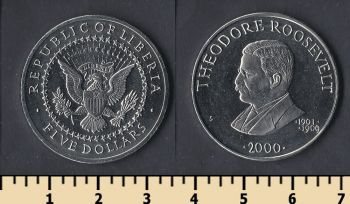 REPUBLIC OF LIBERIA
FIVE DOLLARS
THEODORE ROOSEVELT
·1901
·1909
·2000·
1 2 3 4 5 6 7